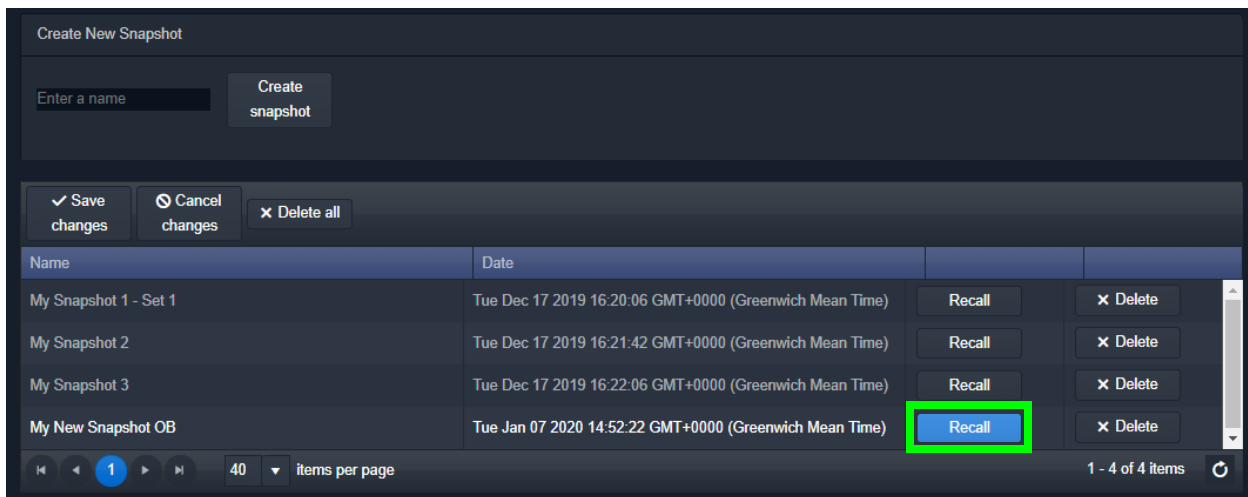 Create New Snapshot
Enter a name
Create
snapshot
Save
changes
Cancel
changes
Delete all
Name Date
My Snapshot 1 - Set 1 Tue Dec 17 2019 16:20:06 GMT+0000 (Greenwich Mean Time) Recall Delete
My Snapshot 2 Tue Dec 17 2019 16:21:42 GMT+0000 (Greenwich Mean Time) Recall Delete
My Snapshot 3 Tue Dec 17 2019 16:22:06 GMT+0000 (Greenwich Mean Time) Recall Delete
My New Snapshot OB Tue Jan 07 2020 14:52:22 GMT+0000 (Greenwich Mean Time) Recall Delete
1 40 items per page 1 - 4 of 4 items